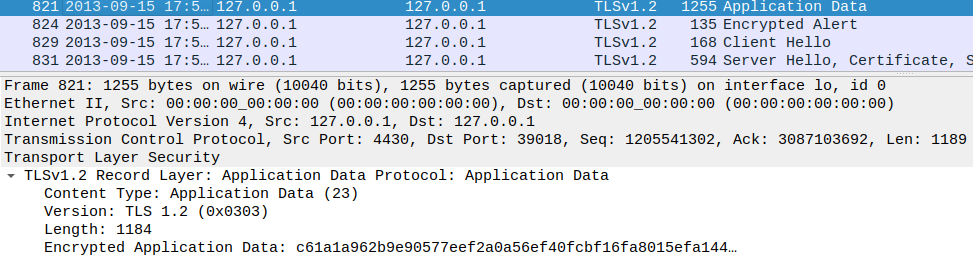 821 2013-09-15 17:5… 127.0.0.1 127.0.0.1 TLSv1.2 1255 Application Data
824 2013-09-15 17:5… 127.0.0.1 127.0.0.1 TLSv1.2 135 Encrypted Alert
829 2013-09-15 17:5… 127.0.0.1 127.0.0.1 TLSv1.2 168 Client Hello
831 2013-09-15 17:5… 127.0.0.1 127.0.0.1 TLSv1.2 594 Server Hello, Certificate, S
Frame 821: 1255 bytes on wire (10040 bits), 1255 bytes captured (10040 bits) on interface lo, id 0
Ethernet II, Src: 00:00:00_00:00:00 (00:00:00:00:00:00), Dst: 00:00:00_00:00:00 (00:00:00:00:00:00)
Internet Protocol Version 4, Src: 127.0.0.1, Dst: 127.0.0.1
Transmission Control Protocol, Src Port: 4430, Dst Port: 39018, Seq: 1205541302, Ack: 3087103692, Len: 1189
Transport Layer Security
TLSv1.2 Record Layer: Application Data Protocol: Application Data
Content Type: Application Data (23)
Version: TLS 1.2 (0x0303)
Length: 1184
Encrypted Application Data: c61a1a962b9e90577eef2a0a56ef40fcbf16fa8015efa144…